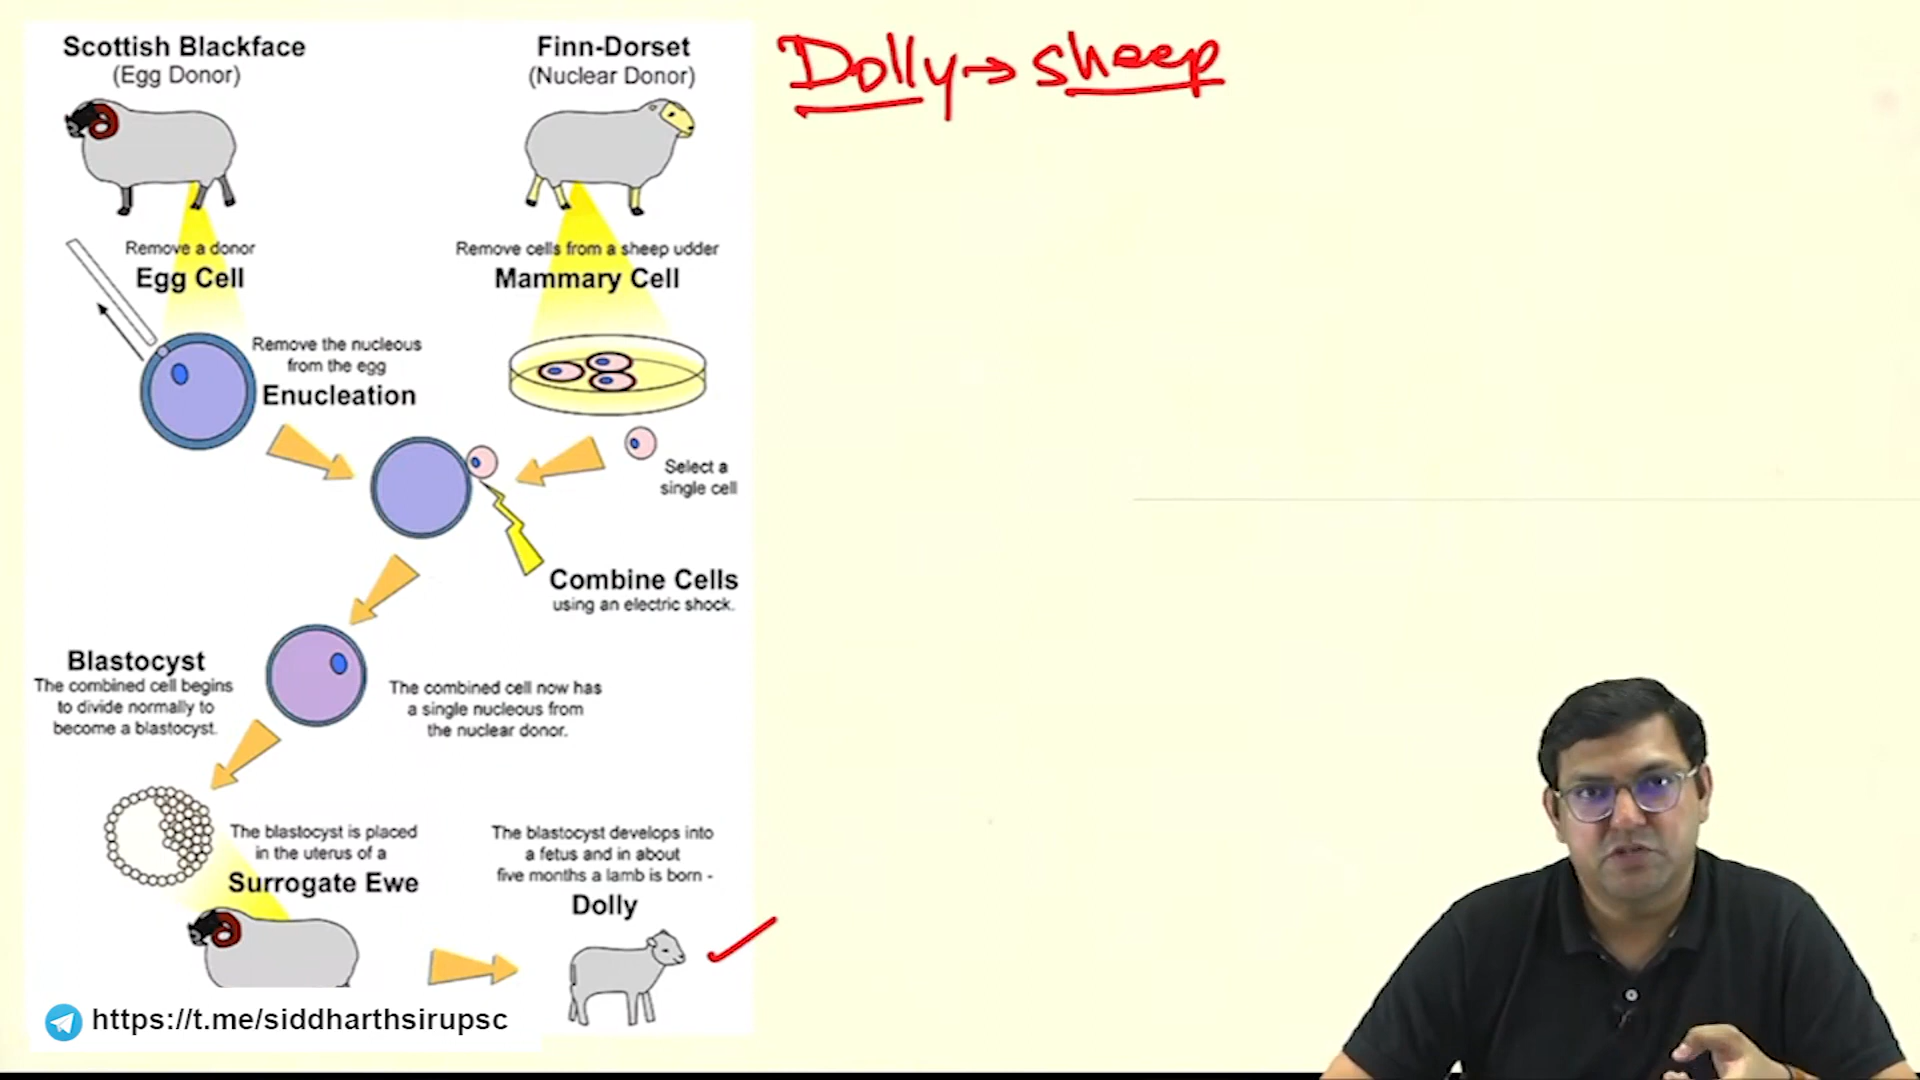 Scottish Blackface
(Egg Donor)
Finn-Dorset
(Nuclear Donor)
Dolly → sheep
Remove a donor
Egg Cell
Remove cells from a sheep udder
Mammary Cell
Remove the nucleous
from the egg
Enucleation
Select a
single cell
Combine Cells
using an electric shock.
Blastocyst
The combined cell begins
to divide normally to
become a blastocyst.
The combined cell now has
a single nucleous from
the nuclear donor.
The blastocyst is placed
in the uterus of a
Surrogate Ewe
The blastocyst develops into
a fetus and in about
five months a lamb is born -
Dolly
https://t.me/siddharthsirupsc